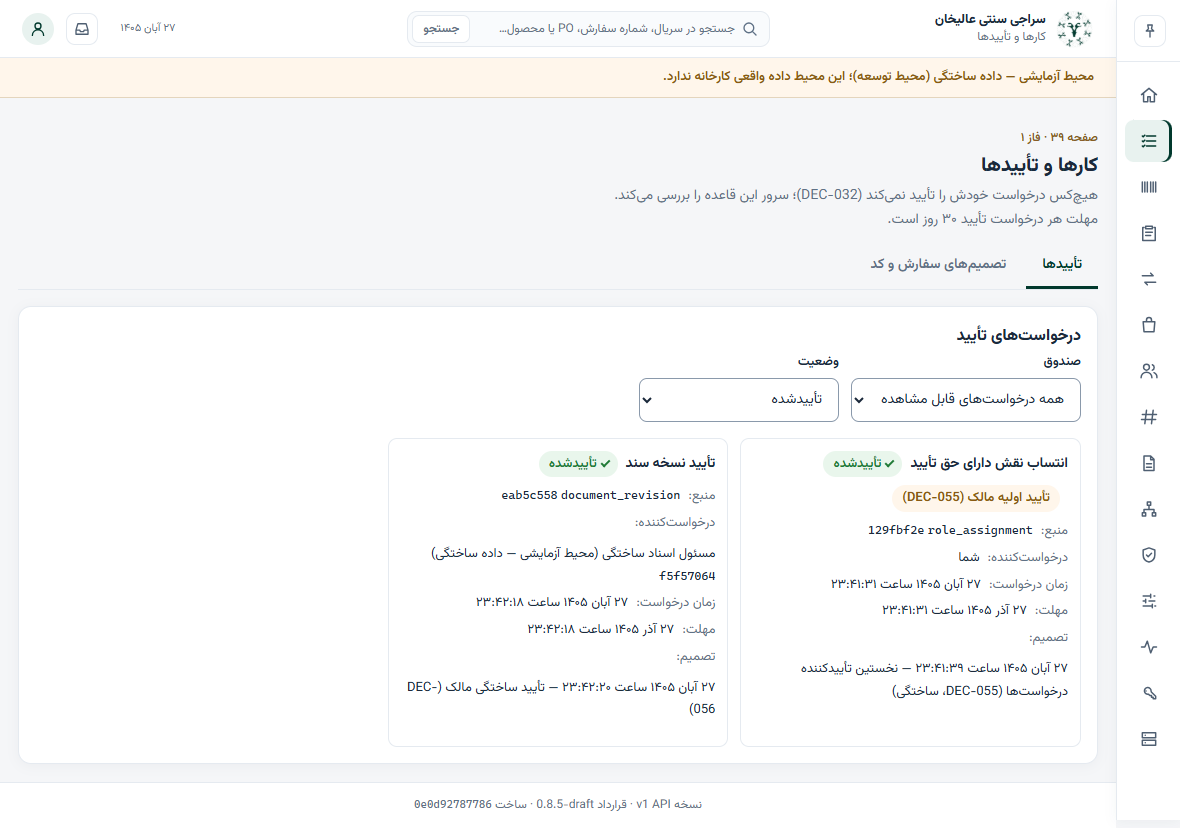 سراجی سنتی عالیخان
کارها و تأییدها
جستجو در سریال، شماره سفارش، PO یا محصول...
جستجو
۲۷ آبان ۱۴۰۵
محیط آزمایشی — داده ساختگی (محیط توسعه)؛ این محیط داده واقعی کارخانه ندارد.
صفحه ۳۹ · فاز ۱
کارها و تأییدها
هیچ‌کس درخواست خودش را تأیید نمی‌کند (DEC-032)؛ سرور این قاعده را بررسی می‌کند.
مهلت هر درخواست تأیید ۳۰ روز است.
تأییدها
تصمیم‌های سفارش و کد
درخواست‌های تأیید
صندوق
همه درخواست‌های قابل مشاهده
وضعیت
تأییدشده
انتساب نقش دارای حق تأیید
تأییدشده
تأیید اولیه مالک (DEC-055)
منبع: role_assignment 129fbf2e
درخواست‌کننده: شما
زمان درخواست: ۲۷ آبان ۱۴۰۵ ساعت ۲۳:۴۱:۳۱
مهلت: ۲۷ آذر ۱۴۰۵ ساعت ۲۳:۴۱:۳۱
تصمیم:
۲۷ آبان ۱۴۰۵ ساعت ۲۳:۴۱:۳۹ — نخستین تأییدکننده
درخواست‌ها (DEC-055، ساختگی)
تأیید نسخه سند
تأییدشده
منبع: document_revision eab5c558
درخواست‌کننده:
مسئول اسناد ساختگی (محیط آزمایشی — داده ساختگی)
f5f57064
زمان درخواست: ۲۷ آبان ۱۴۰۵ ساعت ۲۳:۴۲:۱۸
مهلت: ۲۷ آذر ۱۴۰۵ ساعت ۲۳:۴۲:۱۸
تصمیم:
۲۷ آبان ۱۴۰۵ ساعت ۲۳:۴۲:۲۰ — تأیید ساختگی مالک (DEC-
056)
نسخه v1 API · قرارداد 0.8.5-draft · ساخت 0e0d92787786